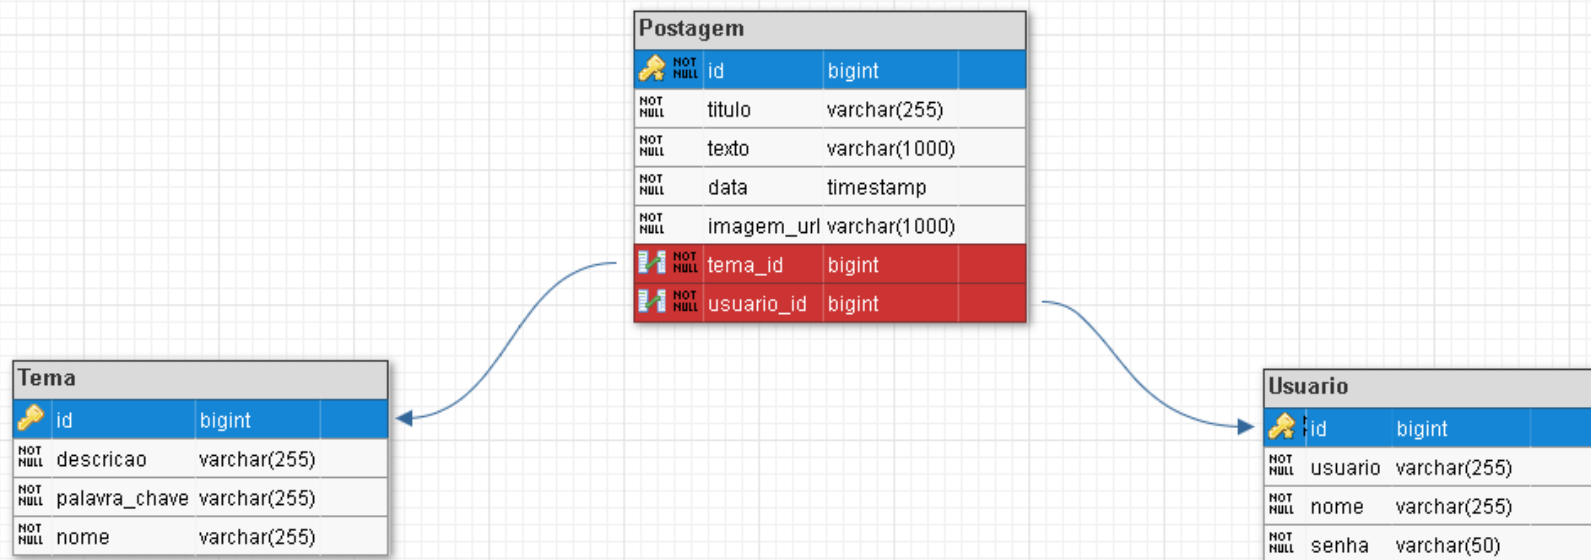 Postagem
NOT NULL id bigint
NOT NULL titulo varchar(255)
NOT NULL texto varchar(1000)
NOT NULL data timestamp
NOT NULL imagem_url varchar(1000)
NOT NULL tema_id bigint
NOT NULL usuario_id bigint
Tema
id bigint
NOT NULL descricao varchar(255)
NOT NULL palavra_chave varchar(255)
NOT NULL nome varchar(255)
Usuario
id bigint
NOT NULL usuario varchar(255)
NOT NULL nome varchar(255)
NOT NULL senha varchar(50)